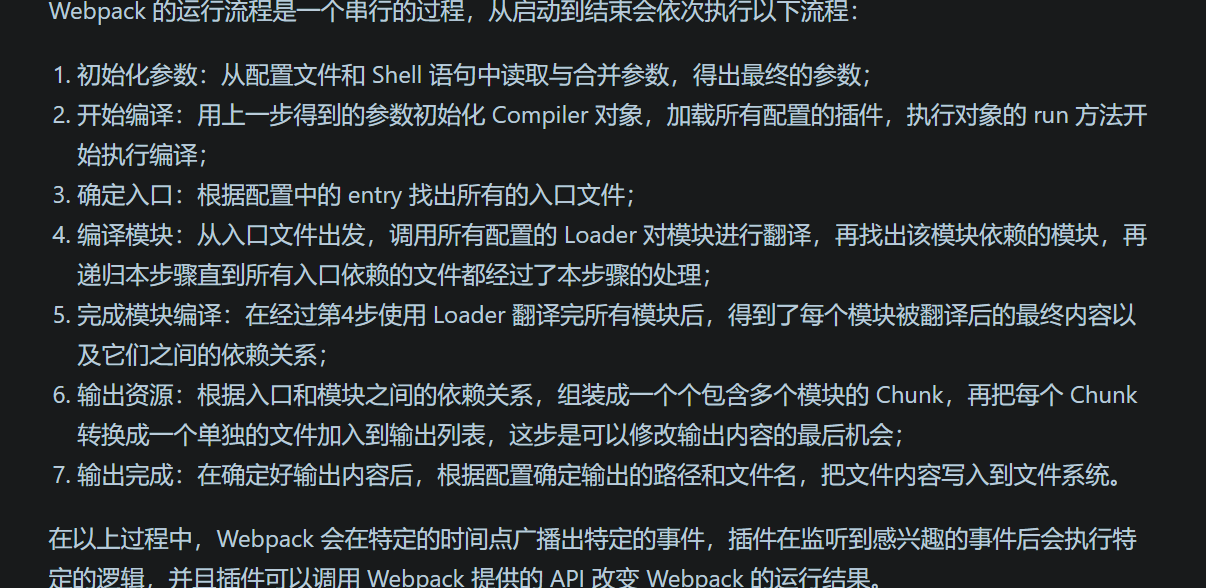 Webpack 的运行流程是一个串行的过程，从启动到结束会依次执行以下流程：
1. 初始化参数：从配置文件和 Shell 语句中读取与合并参数，得出最终的参数；
2. 开始编译：用上一步得到的参数初始化 Compiler 对象，加载所有配置的插件，执行对象的 run 方法开
始执行编译；
3. 确定入口：根据配置中的 entry 找出所有的入口文件；
4. 编译模块：从入口文件出发，调用所有配置的 Loader 对模块进行翻译，再找出该模块依赖的模块，再
递归本步骤直到所有入口依赖的文件都经过了本步骤的处理；
5. 完成模块编译：在经过第4步使用 Loader 翻译完所有模块后，得到了每个模块被翻译后的最终内容以
及它们之间的依赖关系；
6. 输出资源：根据入口和模块之间的依赖关系，组装成一个个包含多个模块的 Chunk，再把每个 Chunk
转换成一个单独的文件加入到输出列表，这步是可以修改输出内容的最后机会；
7. 输出完成：在确定好输出内容后，根据配置确定输出的路径和文件名，把文件内容写入到文件系统。
在以上过程中，Webpack 会在特定的时间点广播出特定的事件，插件在监听到感兴趣的事件后会执行特
定的逻辑，并且插件可以调用 Webpack 提供的 API 改变 Webpack 的运行结果。